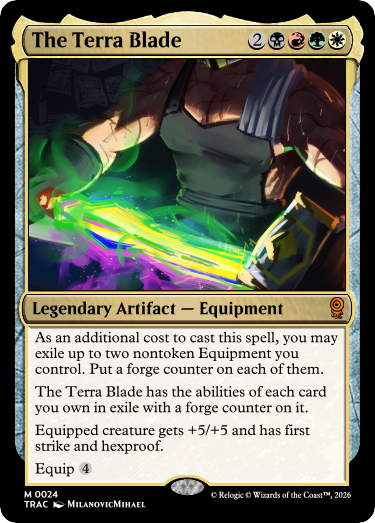 The Terra Blade 2
Legendary Artifact — Equipment
As an additional cost to cast this spell, you may
exile up to two nontoken Equipment you
control. Put a forge counter on each of them.
The Terra Blade has the abilities of each card
you own in exile with a forge counter on it.
Equipped creature gets +5/+5 and has first
strike and hexproof.
Equip 4
M 0024
TRAC MilanovicMihael
© Relogic © Wizards of the Coast™, 2026